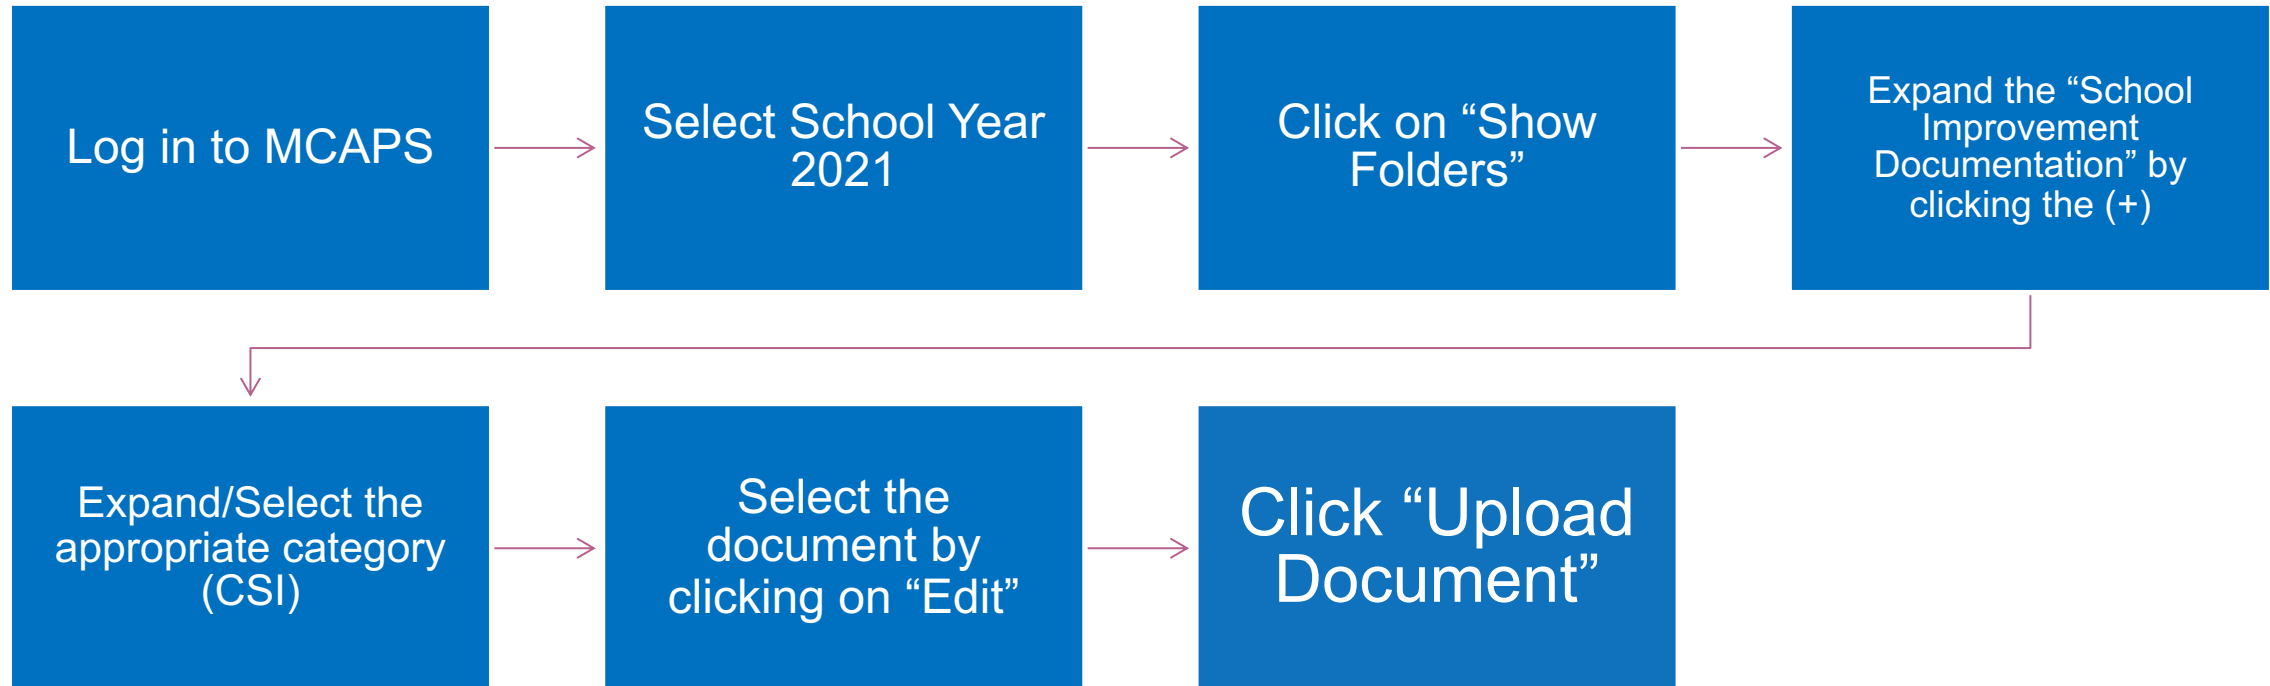 Log in to MCAPS
Select School Year
2021
Click on “Show
Folders”
Expand the “School
Improvement
Documentation” by
clicking the (+)
Expand/Select the
appropriate category
(CSI)
Select the
document by
clicking on “Edit”
Click “Upload
Document”